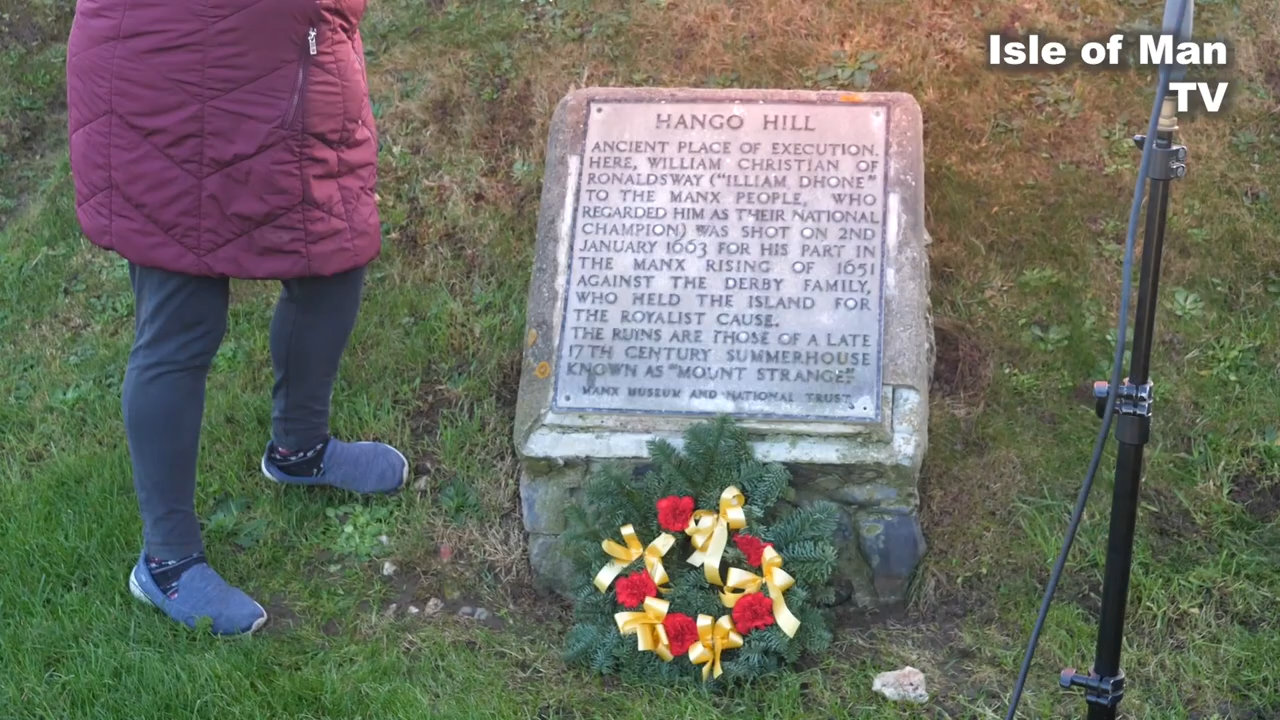 Isle of Man
TV
HANGO HILL
ANCIENT PLACE OF EXECUTION.
HERE, WILLIAM CHRISTIAN OF
RONALDSWAY ("ILLIAM DHONE"
TO THE MANX PEOPLE, WHO
REGARDED HIM AS THEIR NATIONAL
CHAMPION) WAS SHOT ON 2ND
JANUARY 1663 FOR HIS PART IN
THE MANX RISING OF 1651
AGAINST THE DERBY FAMILY,
WHO HELD THE ISLAND FOR
THE ROYALIST CAUSE.
THE RUINS ARE THOSE OF A LATE
17TH CENTURY SUMMERHOUSE
KNOWN AS "MOUNT STRANGE".
MANX MUSEUM AND NATIONAL TRUST